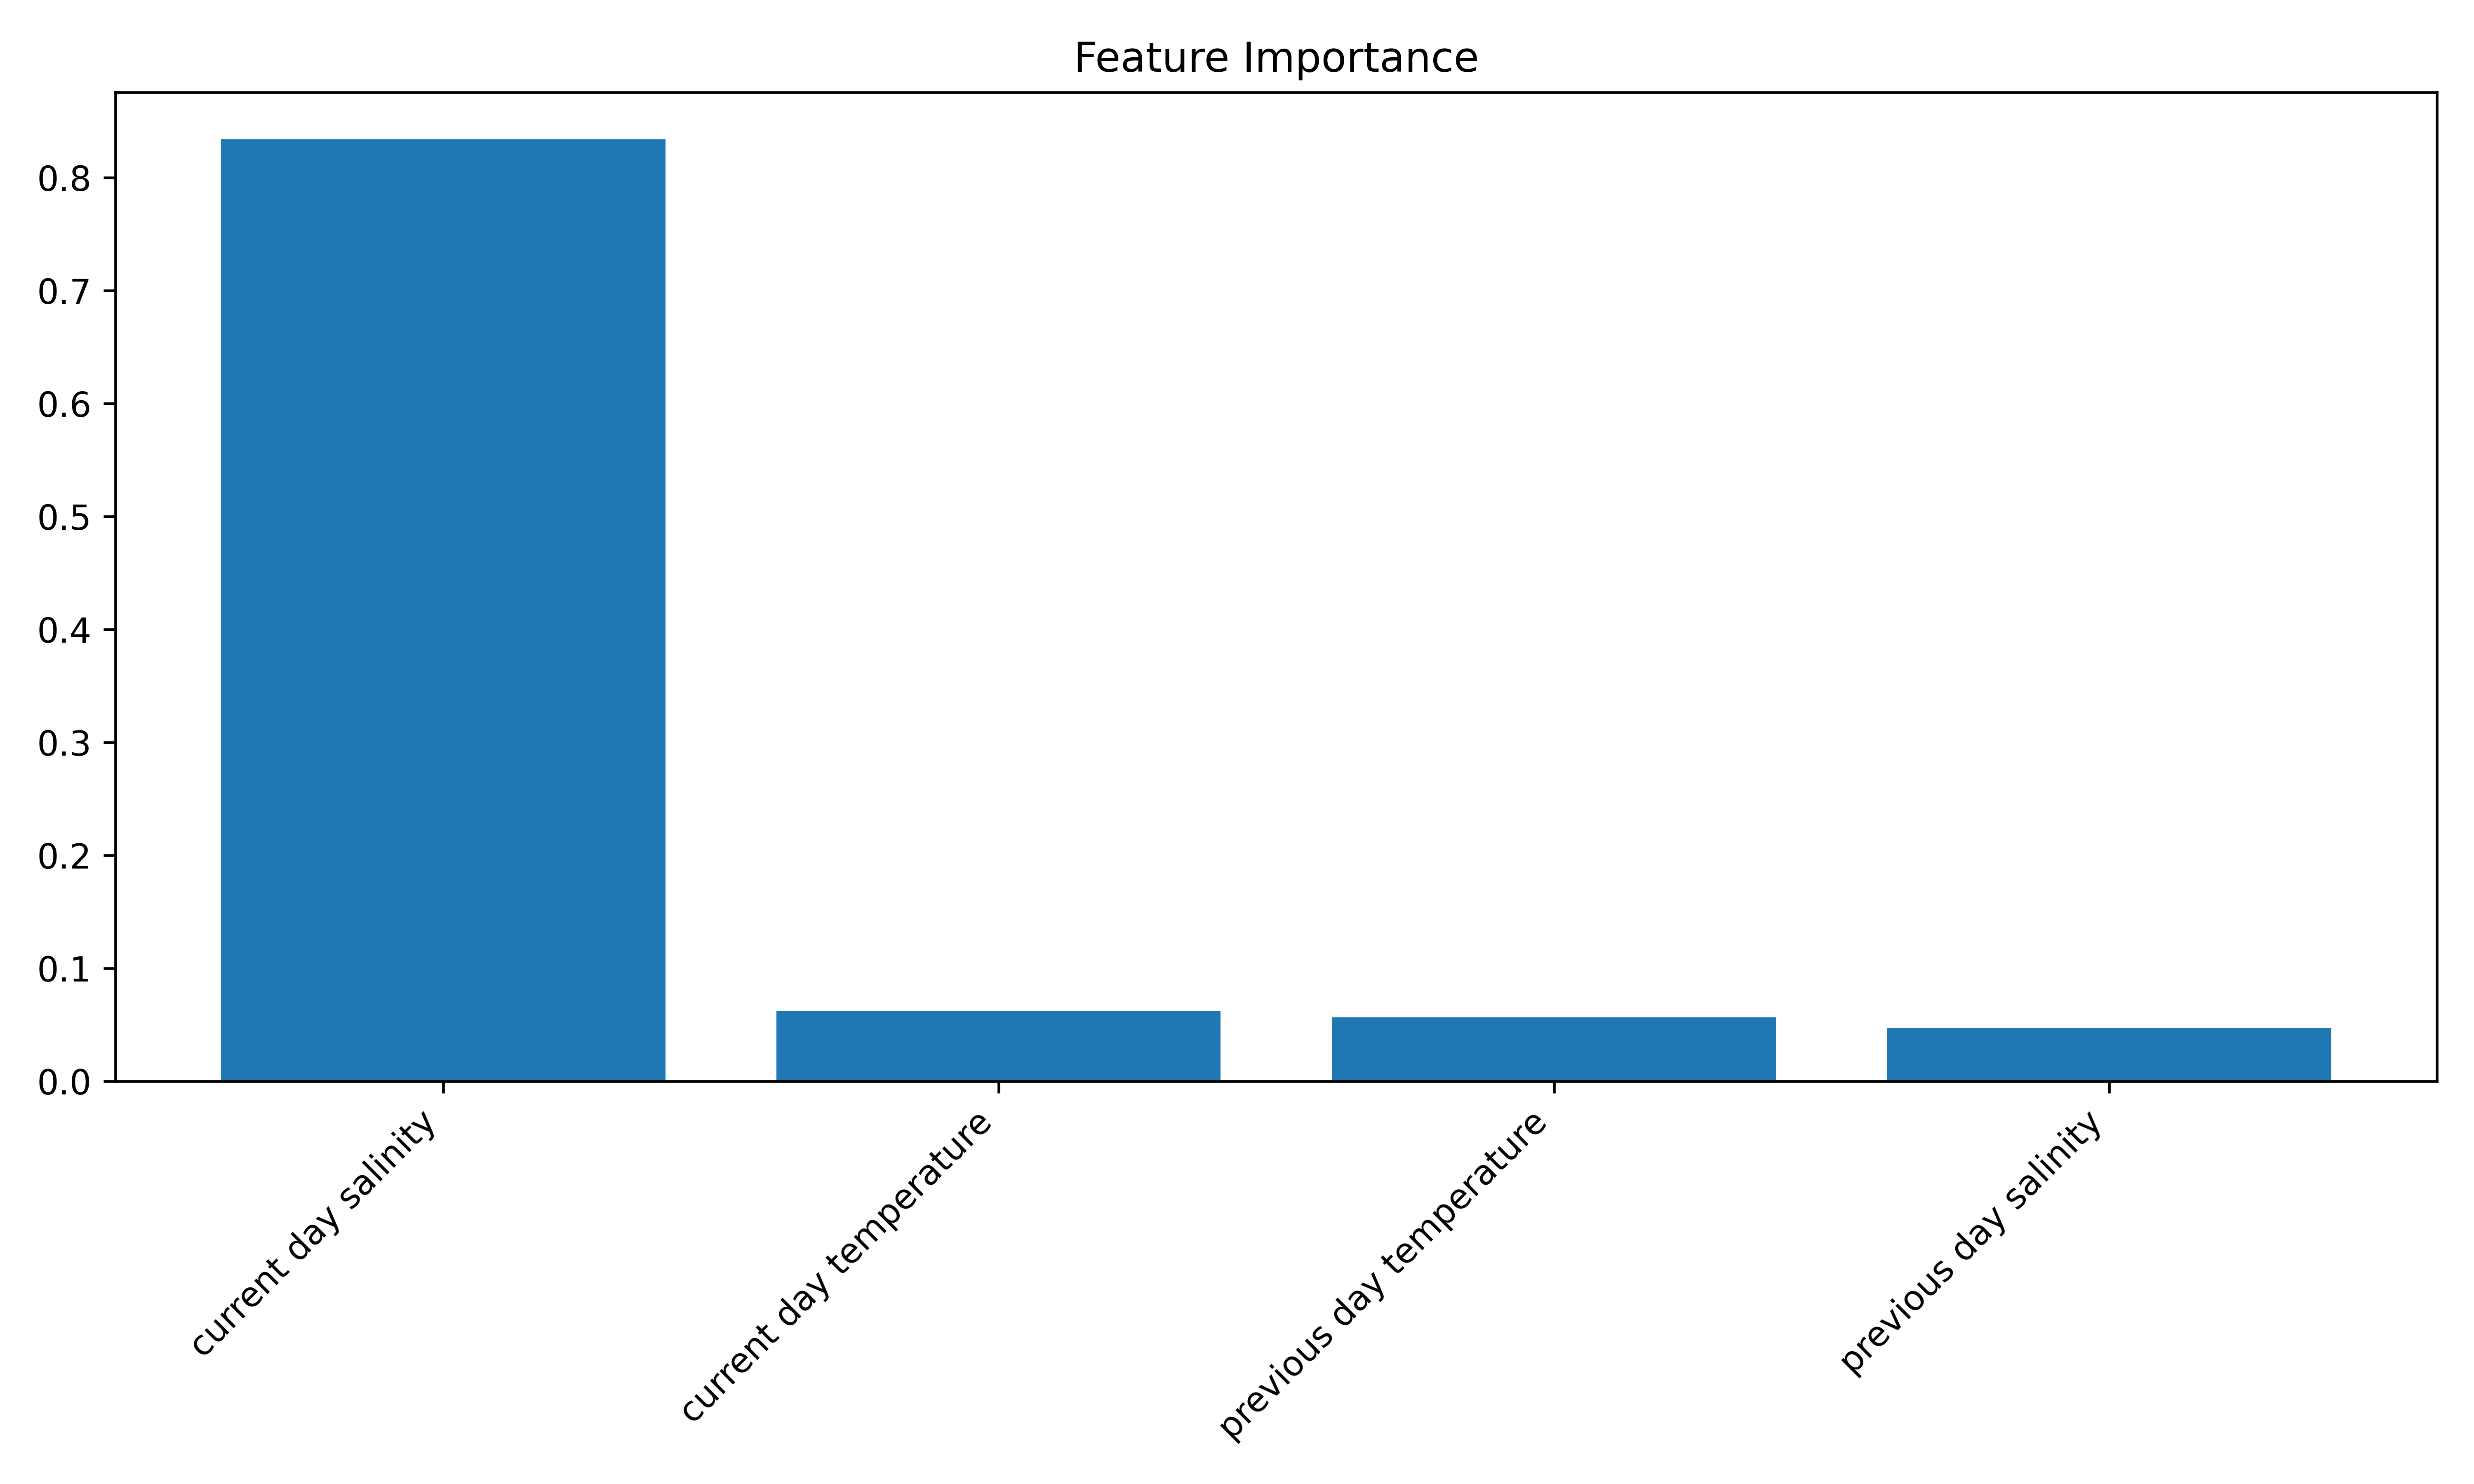 Feature Importance
0.8
0.7
0.6
0.5
0.4
0.3
0.2
0.1
0.0
current day salinity
current day temperature
previous day temperature
previous day salinity